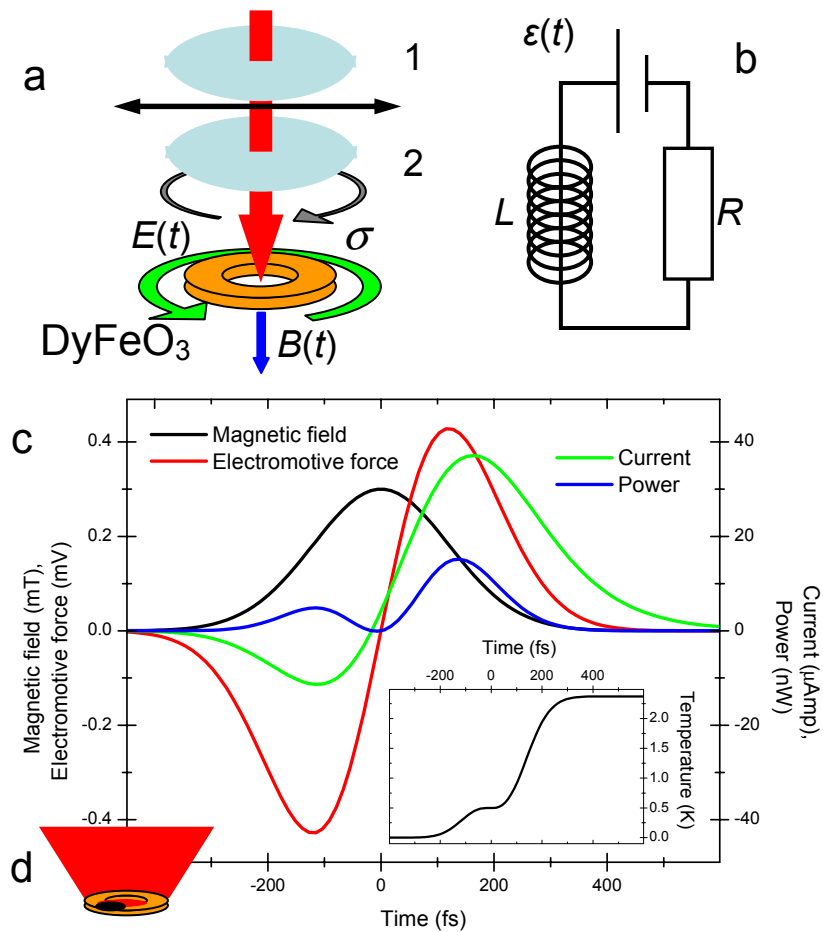 a
1
2
E(t)
σ
DyFeO₃
B(t)
ε(t)
b
L
R
c
Magnetic field
Electromotive force
Current
Power
0.4
0.2
0.0
-0.2
-0.4
Magnetic field (mT),
Electromotive force (mV)
40
20
0
-20
-40
Current (μAmp),
Power (nW)
Time (fs)
-200 0 200 400
2.0
1.5
1.0
0.5
0.0
Temperature (K)
d
-200 0 200 400
Time (fs)